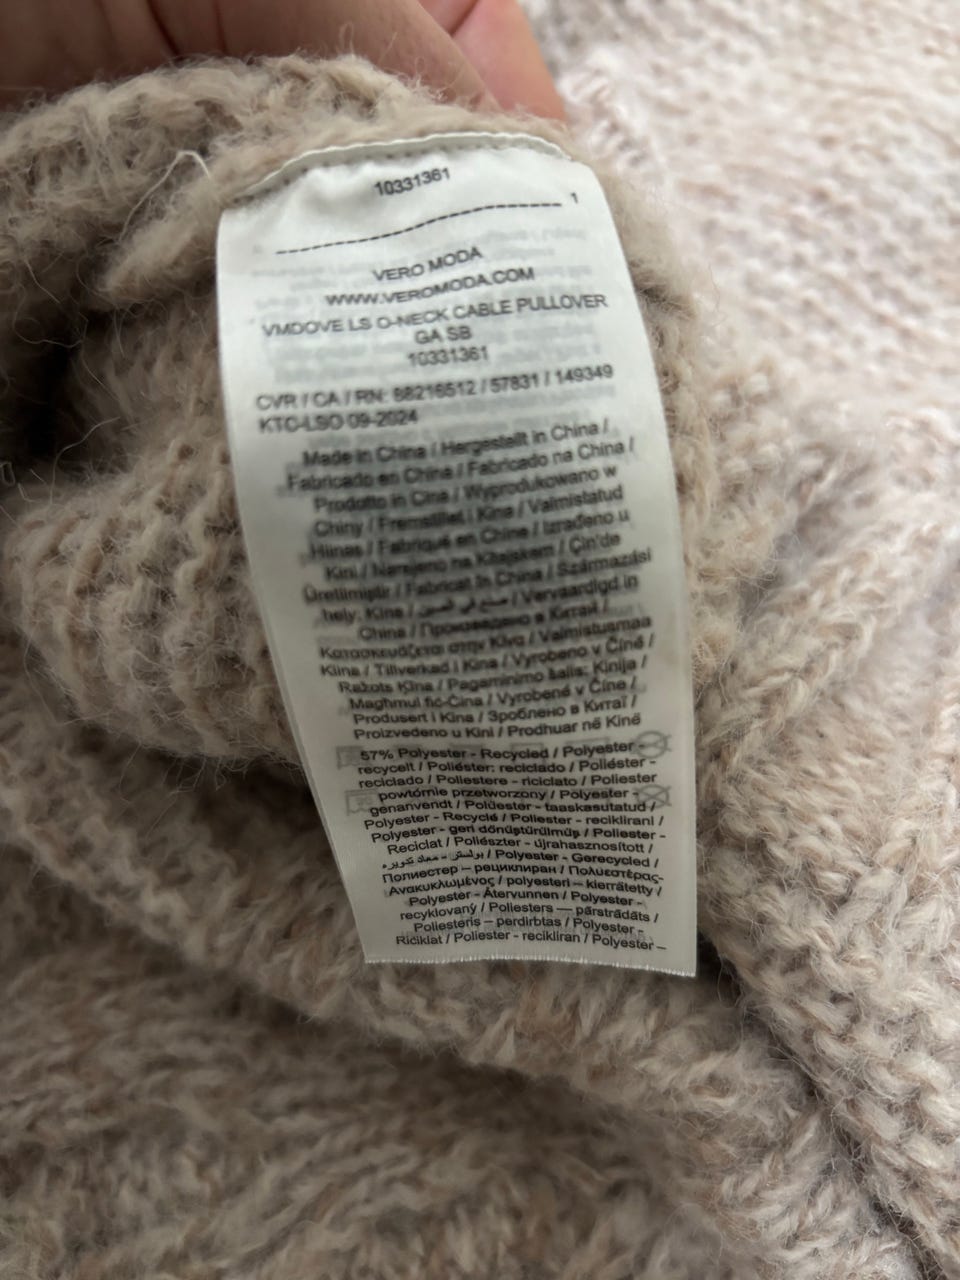 10331361
1
VERO MODA
WWW.VEROMODA.COM
VMDOVE LS O-NECK CABLE PULLOVER
GA SB
10331361
CVR / CA / RN: 88216512 / 57831 / 149349
KTC-LSO 09-2024
Made in China / Hergestellt in China /
Fabricado en China / Fabricado na China /
Prodotto in Cina / Wyprodukowano w
Chiny / Fremstillet i Kina / Valmistatud
Hiinas / Fabriqué en Chine / Izrađeno u
Kini / Narejeno na Kitajskem / Çin'de
Üretilmiştir / Fabricat în China / Származási
hely: Kína / صنع في الصين / Vervaardigd in
China / Произведено в Китай /
Κατασκευάζεται στην Κίνα / Valmistusmaa
Kiina / Tillverkad i Kina / Vyrobeno v Číně /
Ražots Ķīna / Pagaminimo šalis: Kinija /
Magħmul fiċ-Ċina / Vyrobené v Číne /
Produsert i Kina / Зроблено в Китаї /
Proizvedeno u Kini / Prodhuar në Kinë
57% Polyester - Recycled / Polyester -
recycelt / Poliéster: reciclado / Poliéster -
reciclado / Poliestere - riciclato / Poliester
powtórnie przetworzony / Polyester -
genanvendt / Polüester - taaskasutatud /
Polyester - Recyclé / Poliester - reciklirani /
Polyester - geri dönüştürülmüş / Poliester -
Reciclat / Poliészter - újrahasznosított /
بوليستر - معاد تدويره / Polyester - Gerecycled /
Полиестер – рециклиран / Πολυεστέρας-
Ανακυκλωμένος / polyesteri – kierrätetty /
Polyester - Återvunnen / Polyester -
recyklovaný / Poliesters — pārstrādāts /
Poliesteris – perdirbtas / Polyester -
Riċiklat / Poliester - recikliran / Polyester –